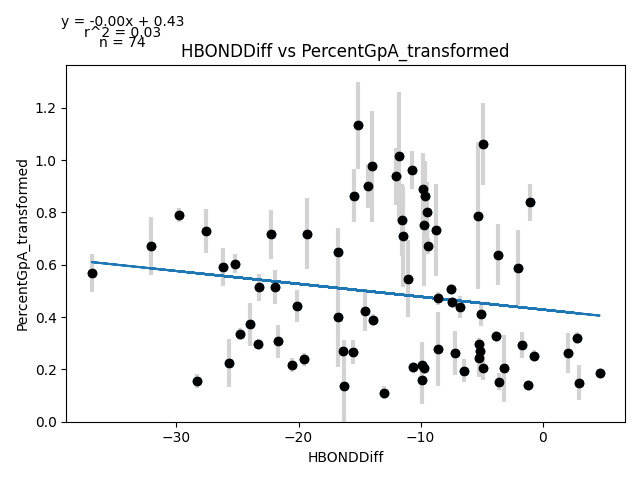 y = -0.00x + 0.43
r^2 = 0.03
n = 74
HBONDDiff vs PercentGpA_transformed
PercentGpA_transformed
1.2
1.0
0.8
0.6
0.4
0.2
0.0
−30
−20
−10
0
HBONDDiff